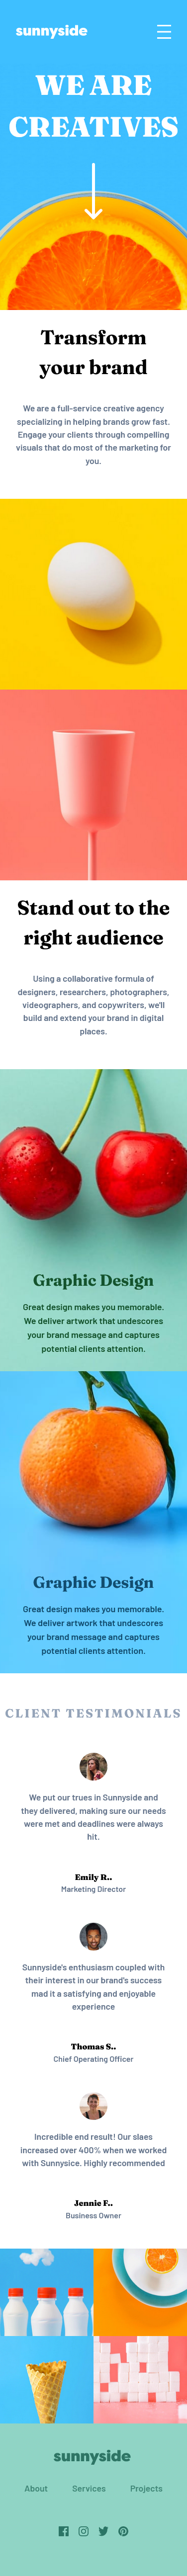 sunnyside
WE ARE
CREATIVES
Transform
your brand
We are a full-service creative agency
specializing in helping brands grow fast.
Engage your clients through compelling
visuals that do most of the marketing for
you.
Stand out to the
right audience
Using a collaborative formula of
designers, researchers, photographers,
videographers, and copywriters, we'll
build and extend your brand in digital
places.
Graphic Design
Great design makes you memorable.
We deliver artwork that undescores
your brand message and captures
potential clients attention.
Graphic Design
Great design makes you memorable.
We deliver artwork that undescores
your brand message and captures
potential clients attention.
CLIENT TESTIMONIALS
We put our trues in Sunnyside and
they delivered, making sure our needs
were met and deadlines were always
hit.
Emily R..
Marketing Director
Sunnyside's enthusiasm coupled with
their interest in our brand's success
mad it a satisfying and enjoyable
experience
Thomas S..
Chief Operating Officer
Incredible end result! Our slaes
increased over 400% when we worked
with Sunnysice. Highly recommended
Jennie F..
Business Owner
sunnyside
About Services Projects